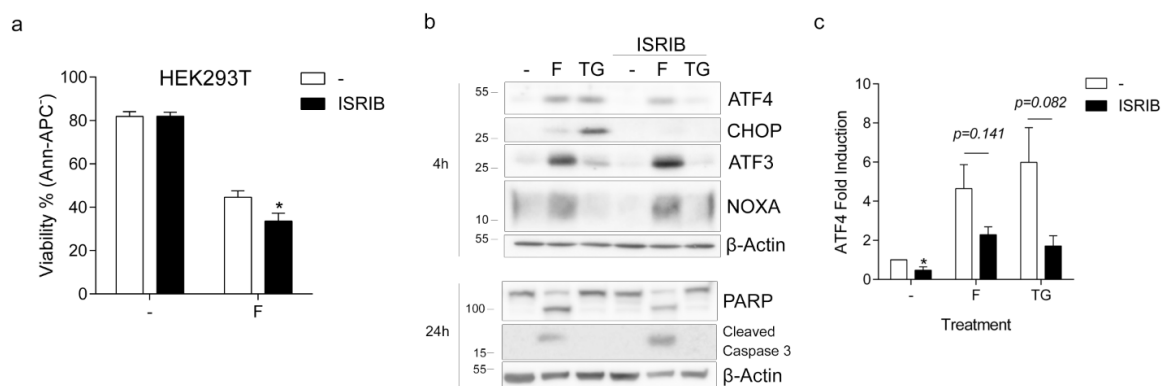 a
HEK293T
-
ISRIB
Viability % (Ann-APC⁻)
100
80
60
40
20
0
-
F
b
ISRIB
- F TG - F TG
4h
55
ATF4
25
CHOP
25
ATF3
10
NOXA
55
β-Actin
24h
100
PARP
15
Cleaved
Caspase 3
55
β-Actin
*
c
-
ISRIB
ATF4 Fold Induction
10
8
6
4
2
0
p=0.141
p=0.082
*
- F TG
Treatment